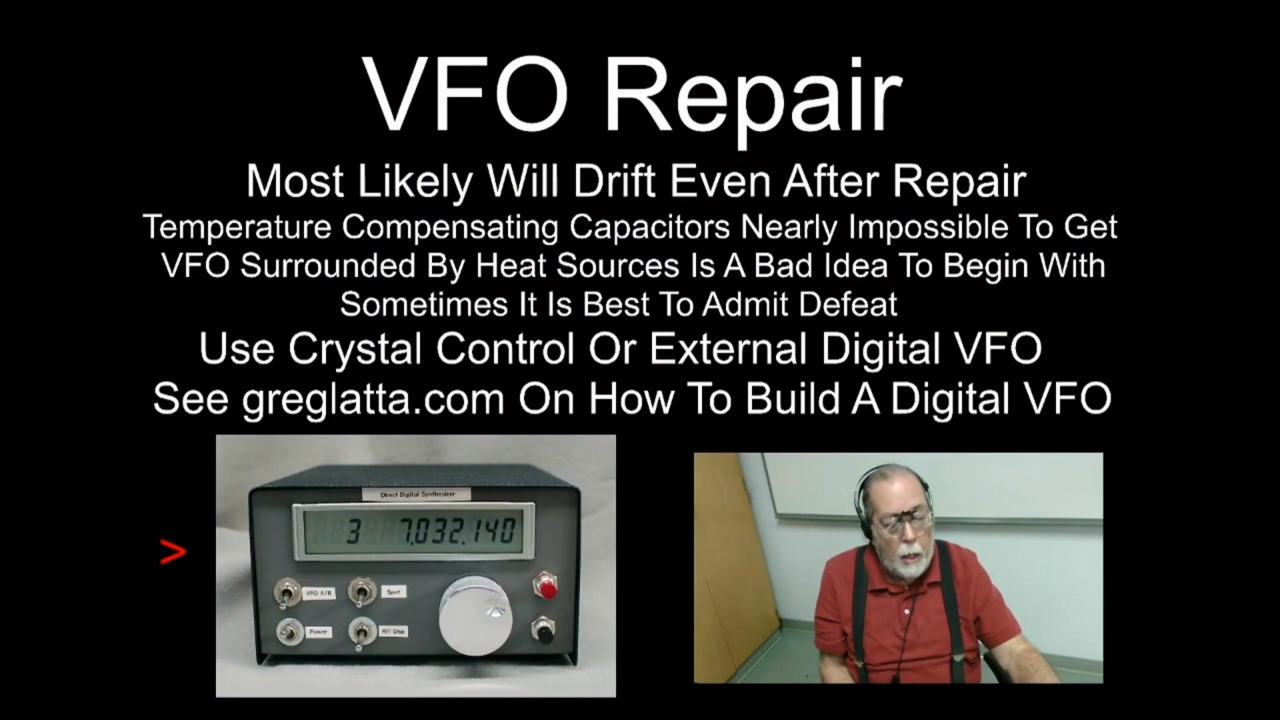 VFO Repair
Most Likely Will Drift Even After Repair
Temperature Compensating Capacitors Nearly Impossible To Get
VFO Surrounded By Heat Sources Is A Bad Idea To Begin With
Sometimes It Is Best To Admit Defeat
Use Crystal Control Or External Digital VFO
See greglatta.com On How To Build A Digital VFO
Direct Digital Synthesizer
3 7,032,140
VFO A/B
Spot
>
Power
RIT Disp